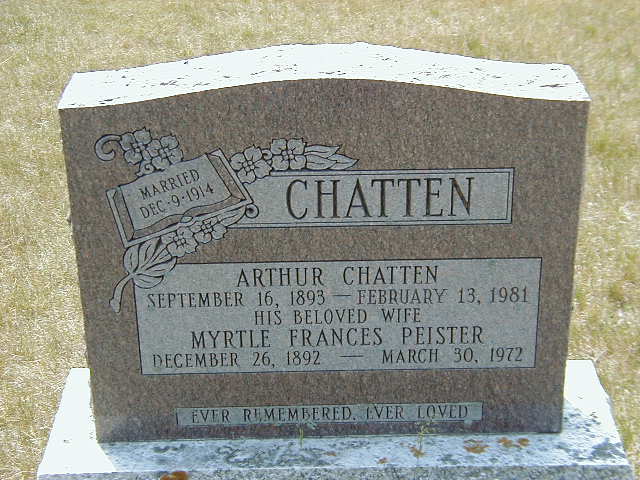 MARRIED
DEC-9-1914
CHATTEN
ARTHUR CHATTEN
SEPTEMBER 16, 1893 — FEBRUARY 13, 1981
HIS BELOVED WIFE
MYRTLE FRANCES PEISTER
DECEMBER 26, 1892 — MARCH 30, 1972
EVER REMEMBERED, EVER LOVED